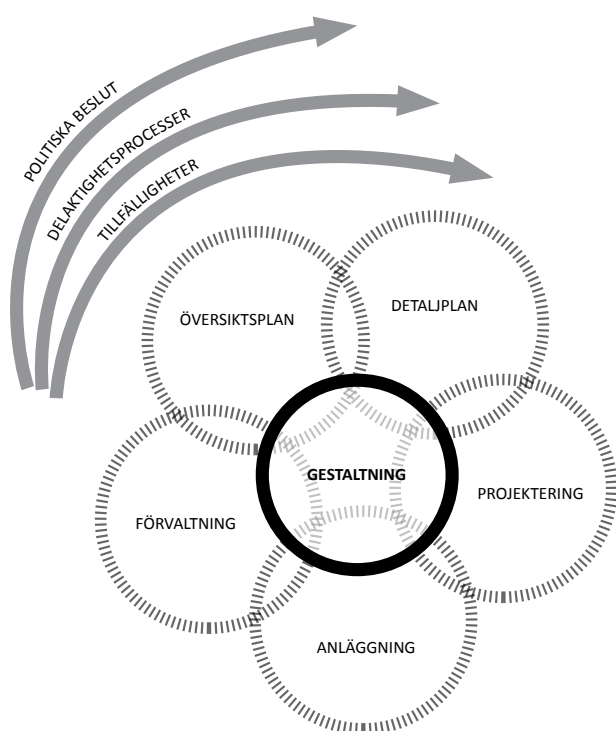 POLITISKA BESLUT
DELAKTIGHETSPROCESSER
TILLFÄLLIGHETER
ÖVERSIKTSPLAN
DETALJPLAN
GESTALTNING
PROJEKTERING
FÖRVALTNING
ANLÄGGNING